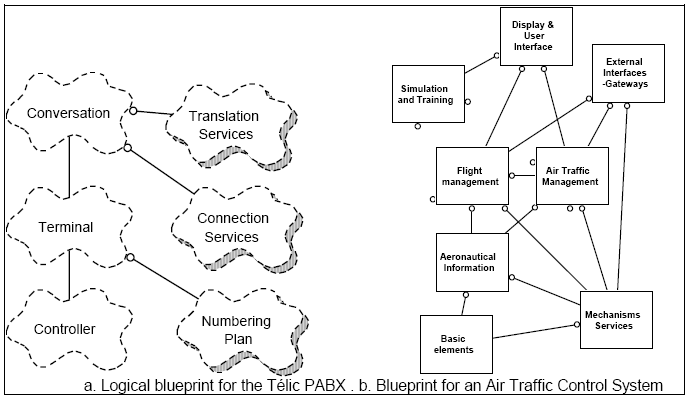 Conversation
Translation
Services
Terminal
Connection
Services
Controller
Numbering
Plan
Display &
User
Interface
External
Interfaces
-Gateways
Simulation
and Training
Flight
management
Air Traffic
Management
Aeronautical
Information
Mechanisms
Services
Basic
elements
a. Logical blueprint for the Télic PABX . b. Blueprint for an Air Traffic Control System